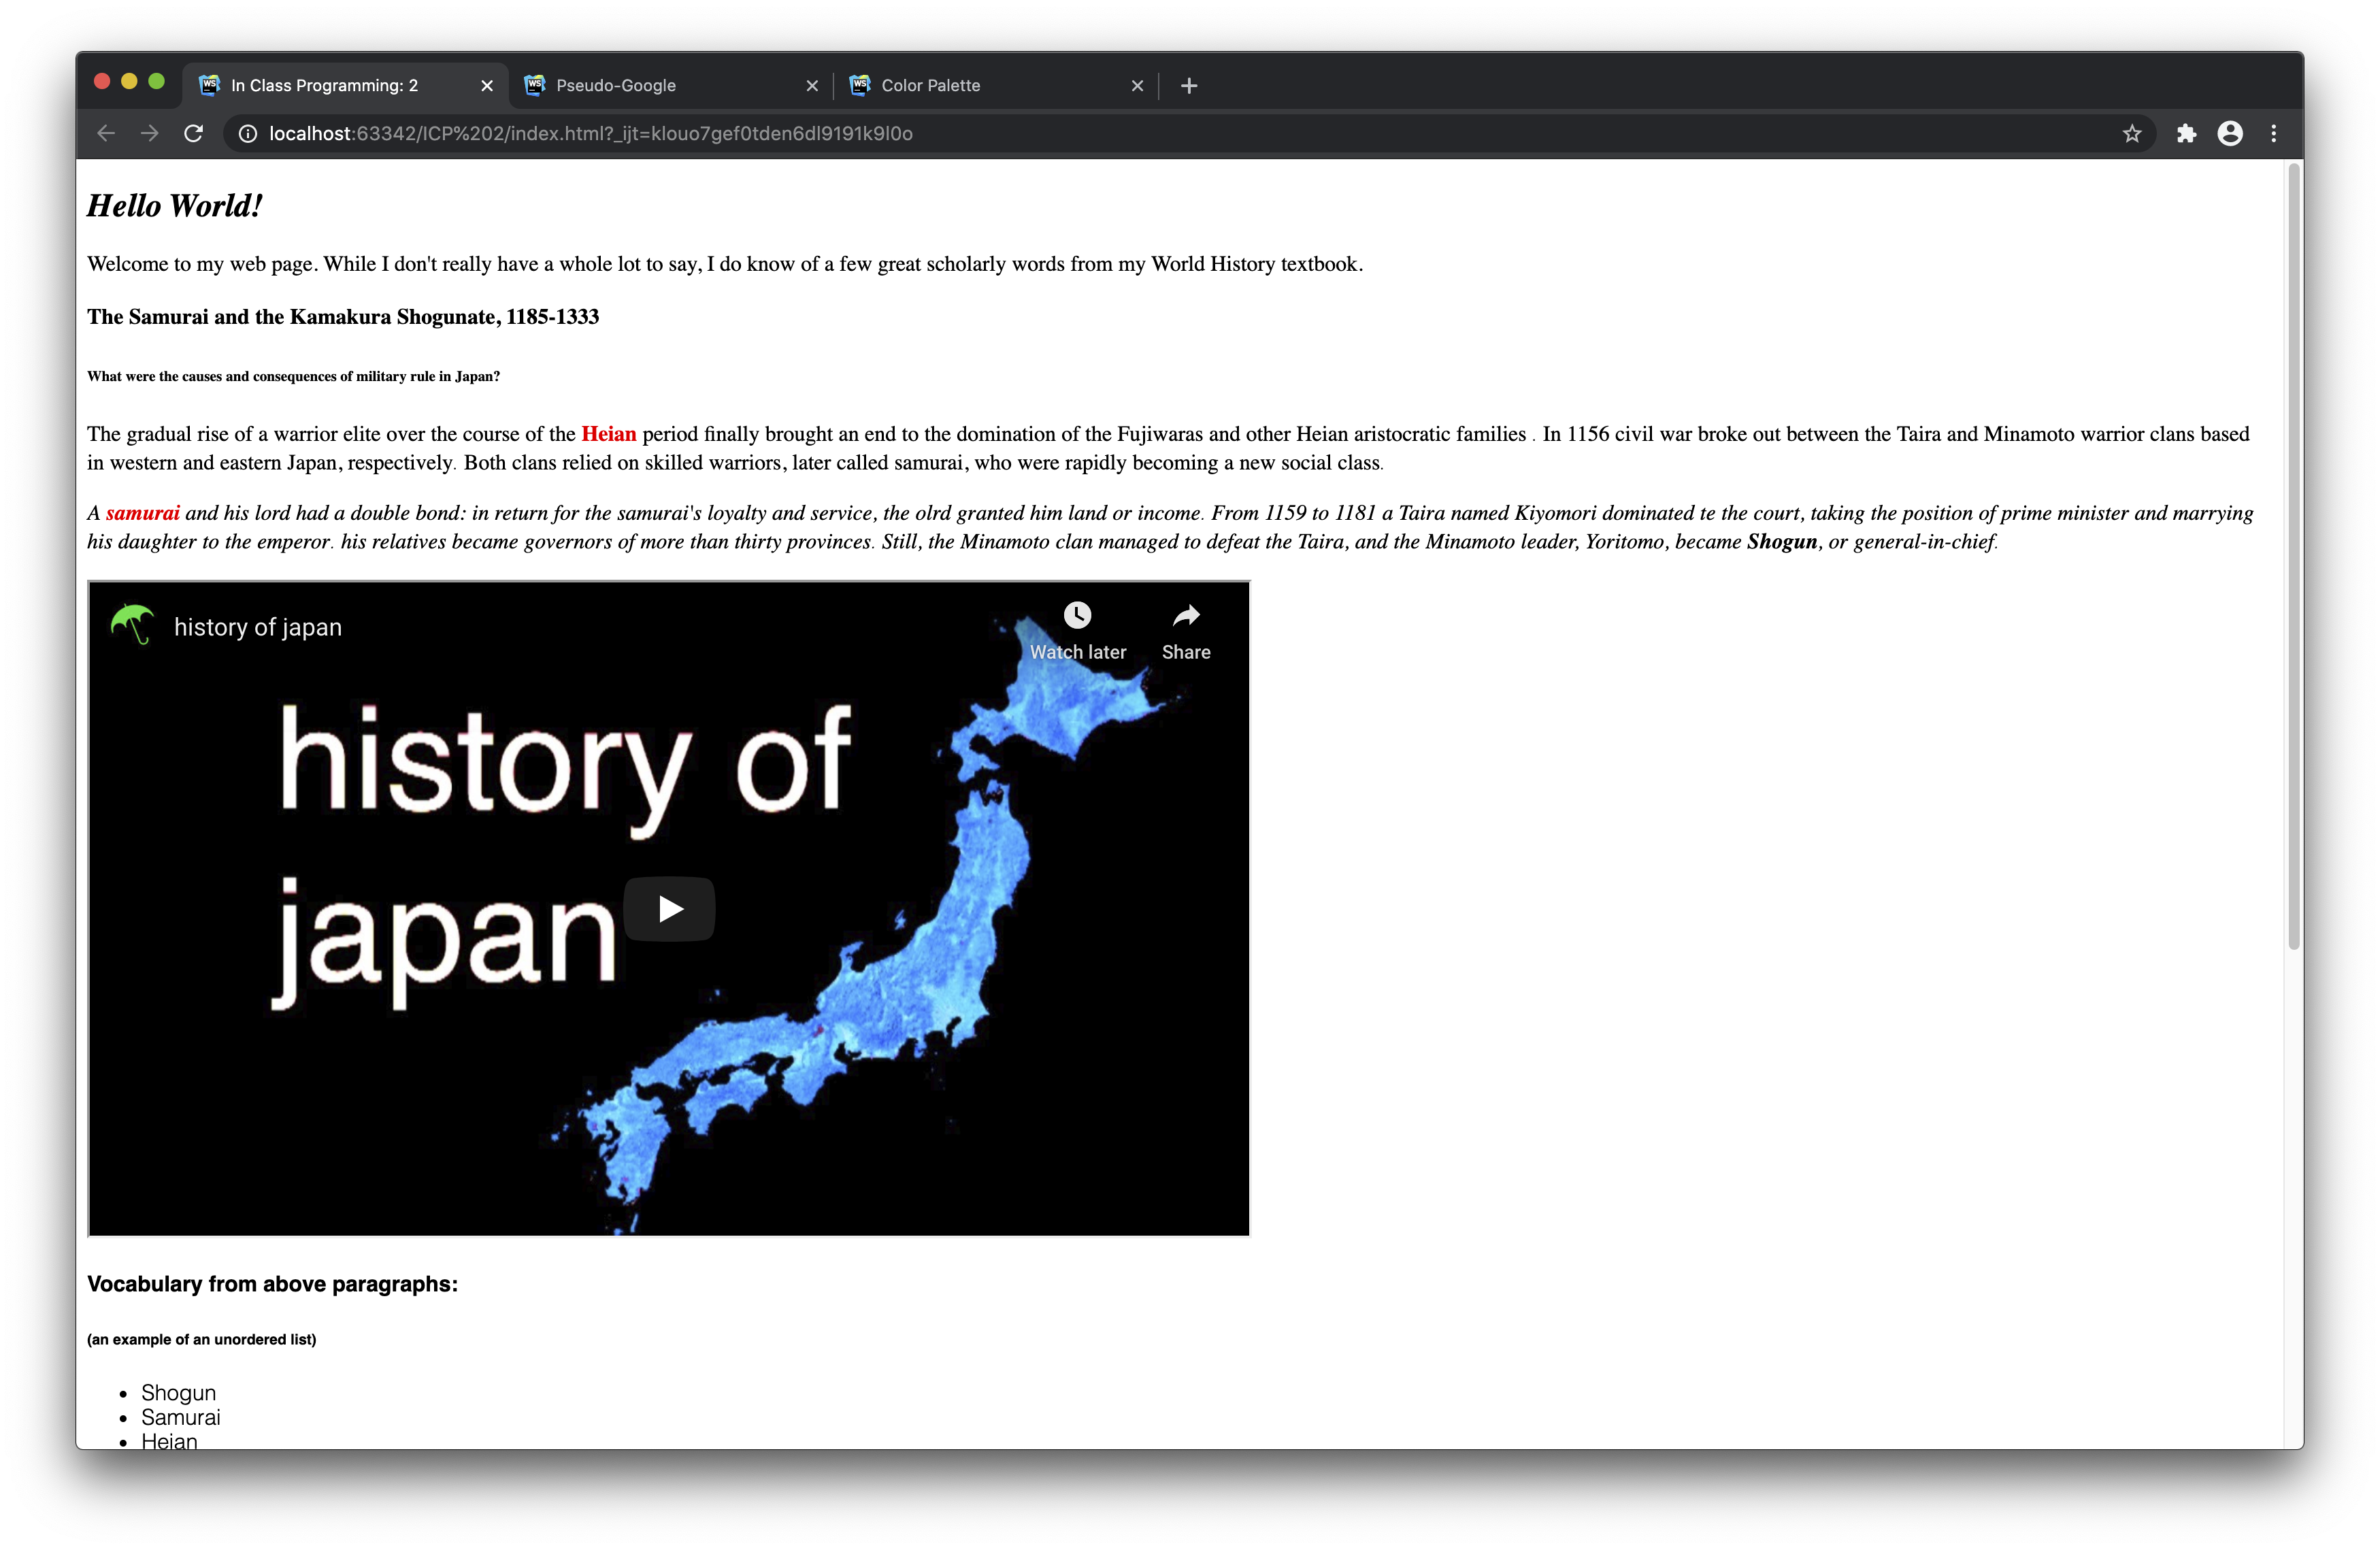 In Class Programming: 2
Pseudo-Google
Color Palette
localhost:63342/ICP%202/index.html?_ijt=klouo7gef0tden6dl9191k9l0o
Hello World!
Welcome to my web page. While I don't really have a whole lot to say, I do know of a few great scholarly words from my World History textbook.
The Samurai and the Kamakura Shogunate, 1185-1333
What were the causes and consequences of military rule in Japan?
The gradual rise of a warrior elite over the course of the Heian period finally brought an end to the domination of the Fujiwaras and other Heian aristocratic families . In 1156 civil war broke out between the Taira and Minamoto warrior clans based
in western and eastern Japan, respectively. Both clans relied on skilled warriors, later called samurai, who were rapidly becoming a new social class.
A samurai and his lord had a double bond: in return for the samurai's loyalty and service, the olrd granted him land or income. From 1159 to 1181 a Taira named Kiyomori dominated te the court, taking the position of prime minister and marrying
his daughter to the emperor. his relatives became governors of more than thirty provinces. Still, the Minamoto clan managed to defeat the Taira, and the Minamoto leader, Yoritomo, became Shogun, or general-in-chief.
history of japan
Watch later
Share
history of
japan
Vocabulary from above paragraphs:
(an example of an unordered list)
Shogun
Samurai
Heian